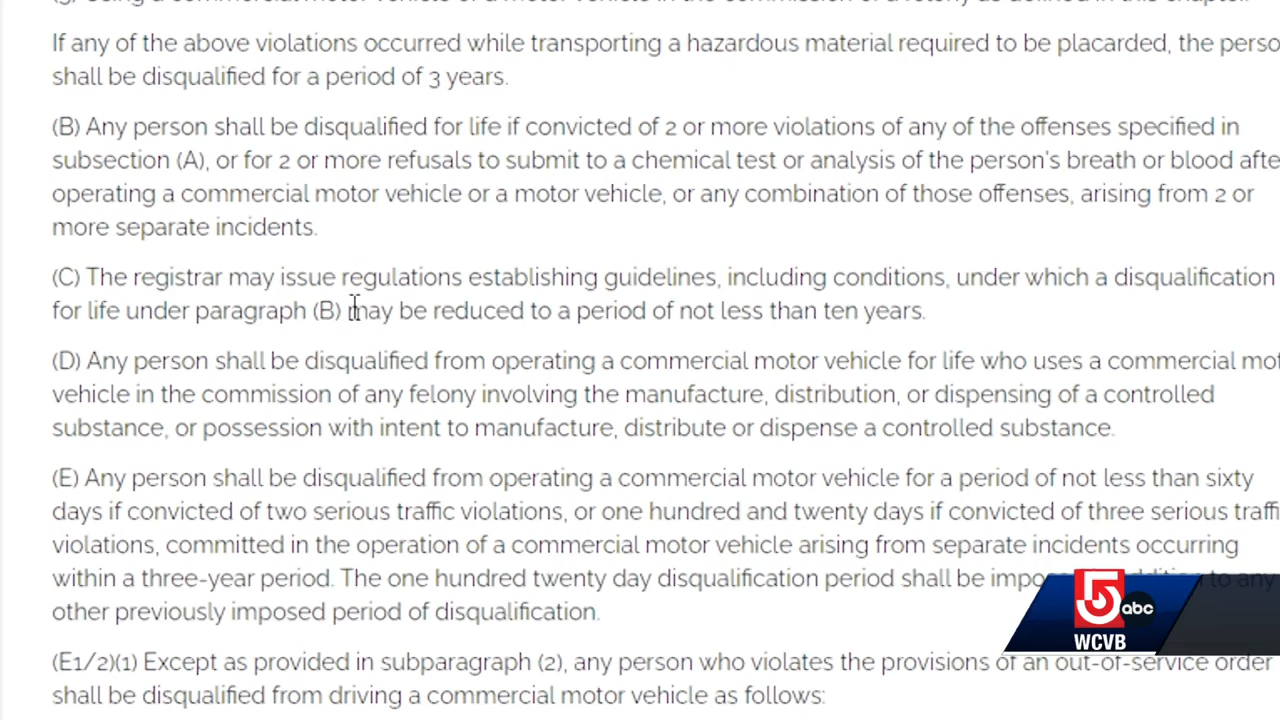 If any of the above violations occurred while transporting a hazardous material required to be placarded, the perso
shall be disqualified for a period of 3 years.
(B) Any person shall be disqualified for life if convicted of 2 or more violations of any of the offenses specified in
subsection (A), or for 2 or more refusals to submit to a chemical test or analysis of the person's breath or blood afte
operating a commercial motor vehicle or a motor vehicle, or any combination of those offenses, arising from 2 or
more separate incidents.
(C) The registrar may issue regulations establishing guidelines, including conditions, under which a disqualification
for life under paragraph (B) may be reduced to a period of not less than ten years.
(D) Any person shall be disqualified from operating a commercial motor vehicle for life who uses a commercial mot
vehicle in the commission of any felony involving the manufacture, distribution, or dispensing of a controlled
substance, or possession with intent to manufacture, distribute or dispense a controlled substance.
(E) Any person shall be disqualified from operating a commercial motor vehicle for a period of not less than sixty
days if convicted of two serious traffic violations, or one hundred and twenty days if convicted of three serious traffi
violations, committed in the operation of a commercial motor vehicle arising from separate incidents occurring
within a three-year period. The one hundred twenty day disqualification period shall be impo to any
other previously imposed period of disqualification.
(E1/2)(1) Except as provided in subparagraph (2), any person who violates the provisions of an out-of-service order
shall be disqualified from driving a commercial motor vehicle as follows:
5 abc
WCVB